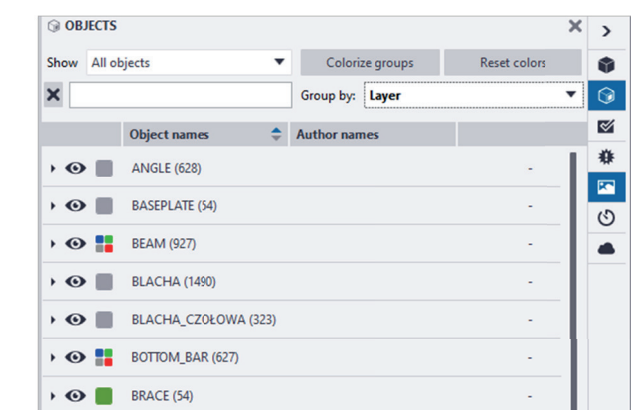 OBJECTS
Show All objects Colorize groups Reset colors
Group by: Layer
Object names Author names
ANGLE (628) -
BASEPLATE (54) -
BEAM (927) -
BLACHA (1490) -
BLACHA_CZOŁOWA (323) -
BOTTOM_BAR (627) -
BRACE (54) -